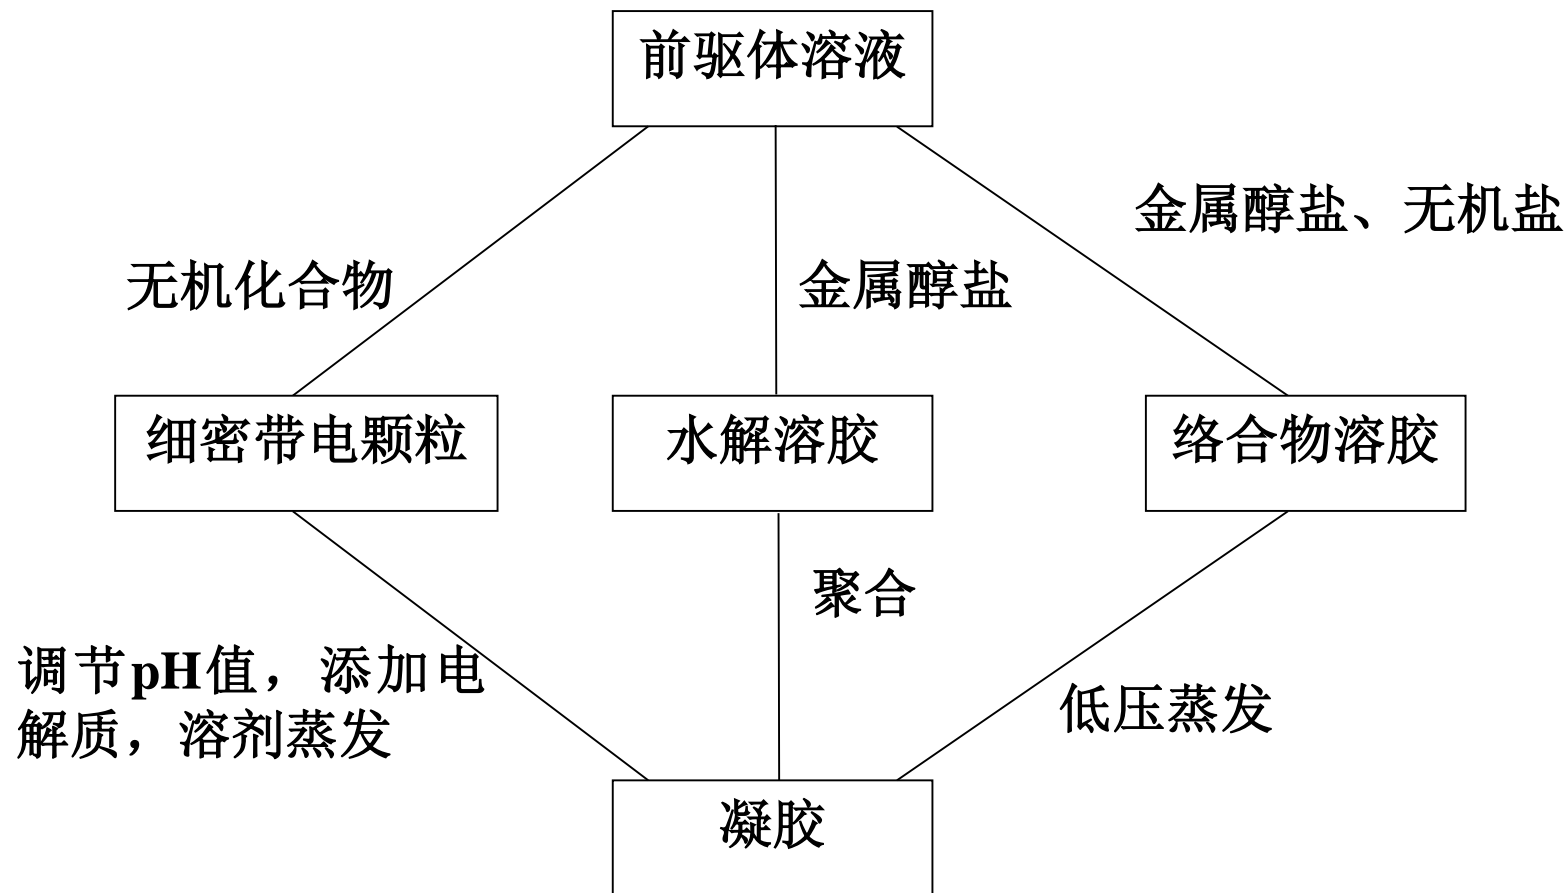 前驱体溶液
金属醇盐、无机盐
无机化合物
金属醇盐
细密带电颗粒
水解溶胶
络合物溶胶
聚合
调节pH值，添加电
解质，溶剂蒸发
低压蒸发
凝胶